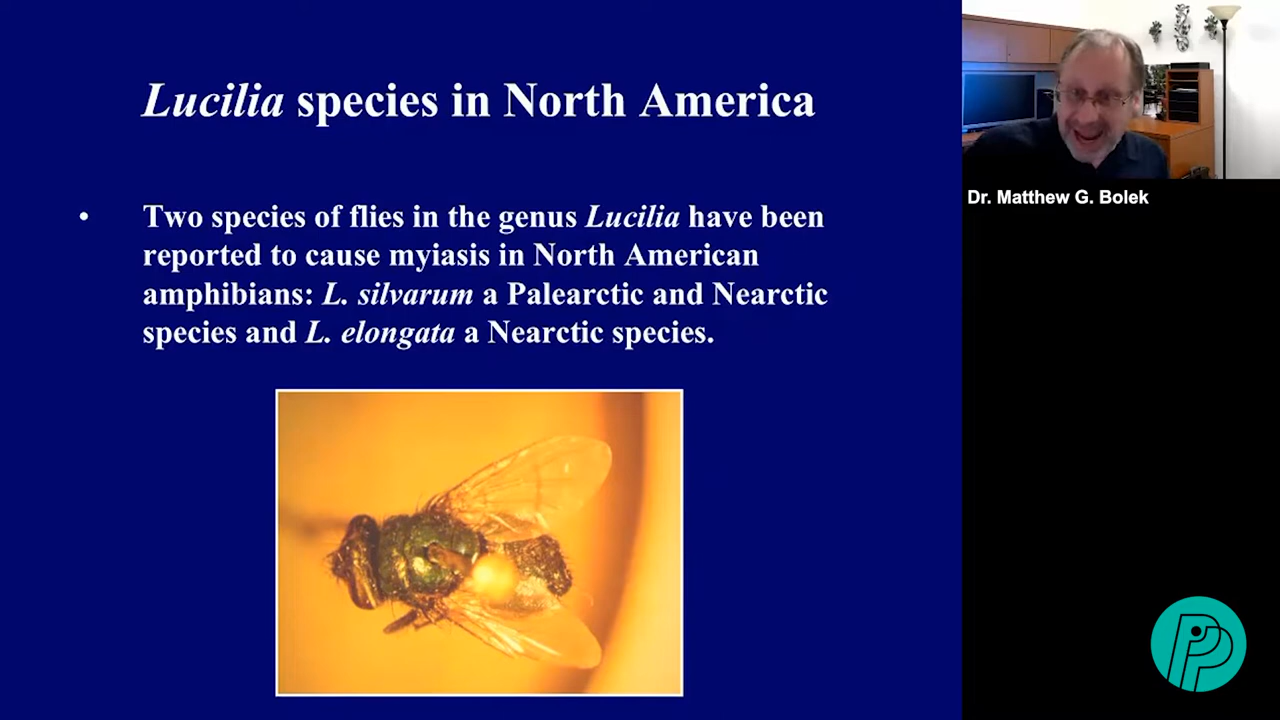 Lucilia species in North America
• Two species of flies in the genus Lucilia have been
reported to cause myiasis in North American
amphibians: L. silvarum a Palearctic and Nearctic
species and L. elongata a Nearctic species.
Dr. Matthew G. Bolek